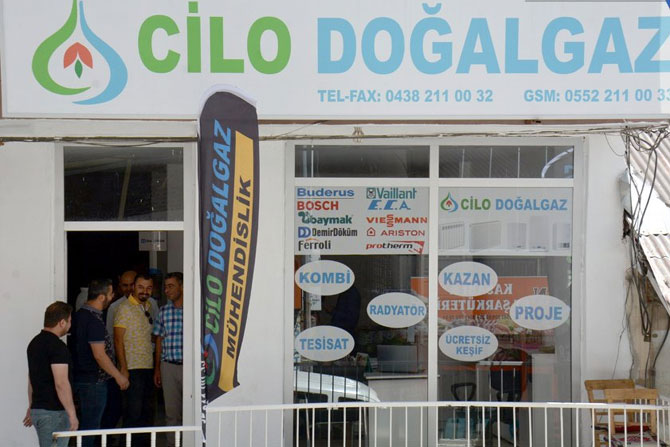 CİLO DOĞALGAZ
TEL-FAX: 0438 211 00 32 GSM: 0552 211 00 33
CİLO DOĞALGAZ
MÜHENDİSLİK
Buderus Vaillant
BOSCH E.C.A.
baymak VIESMANN
DemirDöküm ARISTON
Ferroli protherm
CİLO DOĞALGAZ
KOMBİ
KAZAN
RADYATÖR
PROJE
TESİSAT
ÜCRETSİZ
KEŞİF